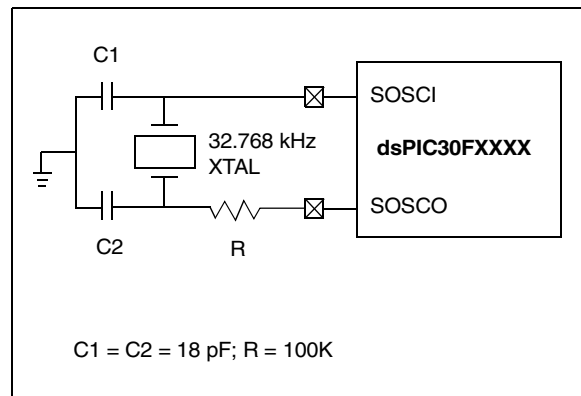 C1
SOSCI
32.768 kHz
XTAL
dsPIC30FXXXX
SOSCO
C2
R
C1 = C2 = 18 pF; R = 100K